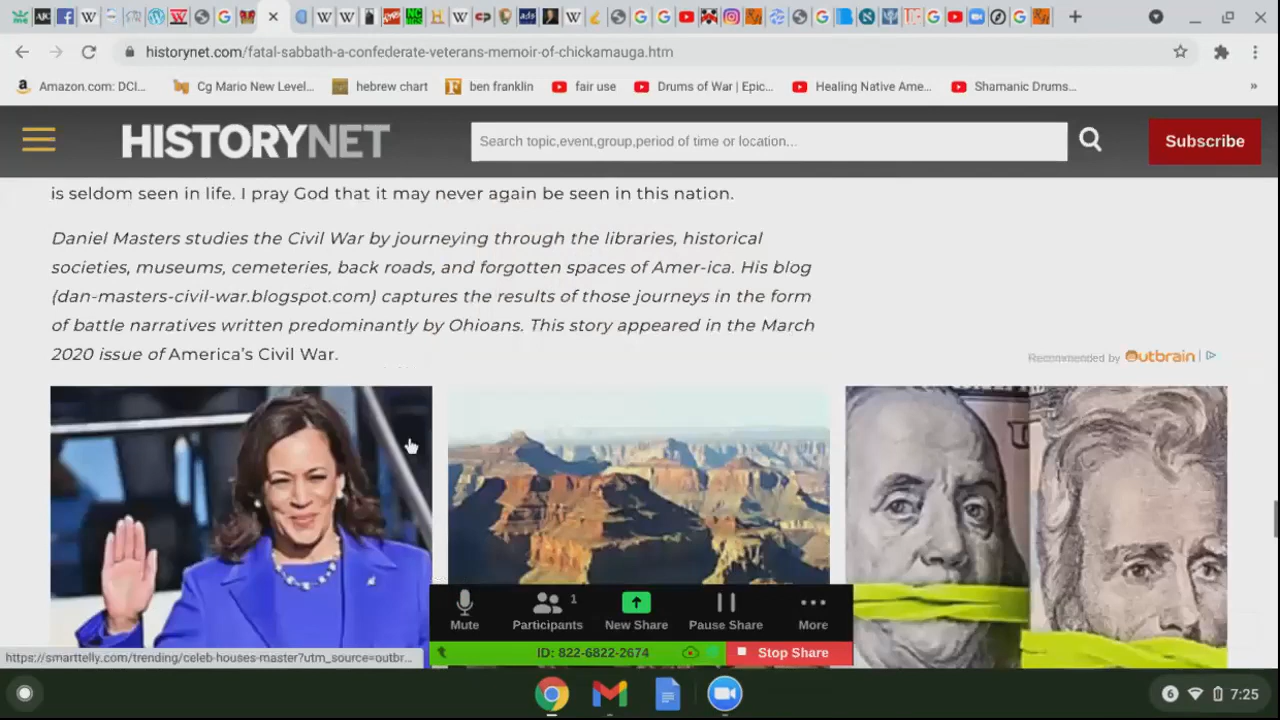 historynet.com/fatal-sabbath-a-confederate-veterans-memoir-of-chickamauga.htm
Amazon.com: DCI... Cg Mario New Level... hebrew chart ben franklin fair use Drums of War | Epic... Healing Native Ame... Shamanic Drums... »
HISTORYNET Search topic,event,group,period of time or location... Subscribe
is seldom seen in life. I pray God that it may never again be seen in this nation.
Daniel Masters studies the Civil War by journeying through the libraries, historical
societies, museums, cemeteries, back roads, and forgotten spaces of Amer-ica. His blog
(dan-masters-civil-war.blogspot.com) captures the results of those journeys in the form
of battle narratives written predominantly by Ohioans. This story appeared in the March
2020 issue of America's Civil War.
Recommended by Outbrain
1
Mute Participants New Share Pause Share More
ID: 822-6822-2674 Stop Share
https://smarttelly.com/trending/celeb-houses-master?utm_source=outbr...
6 7:25